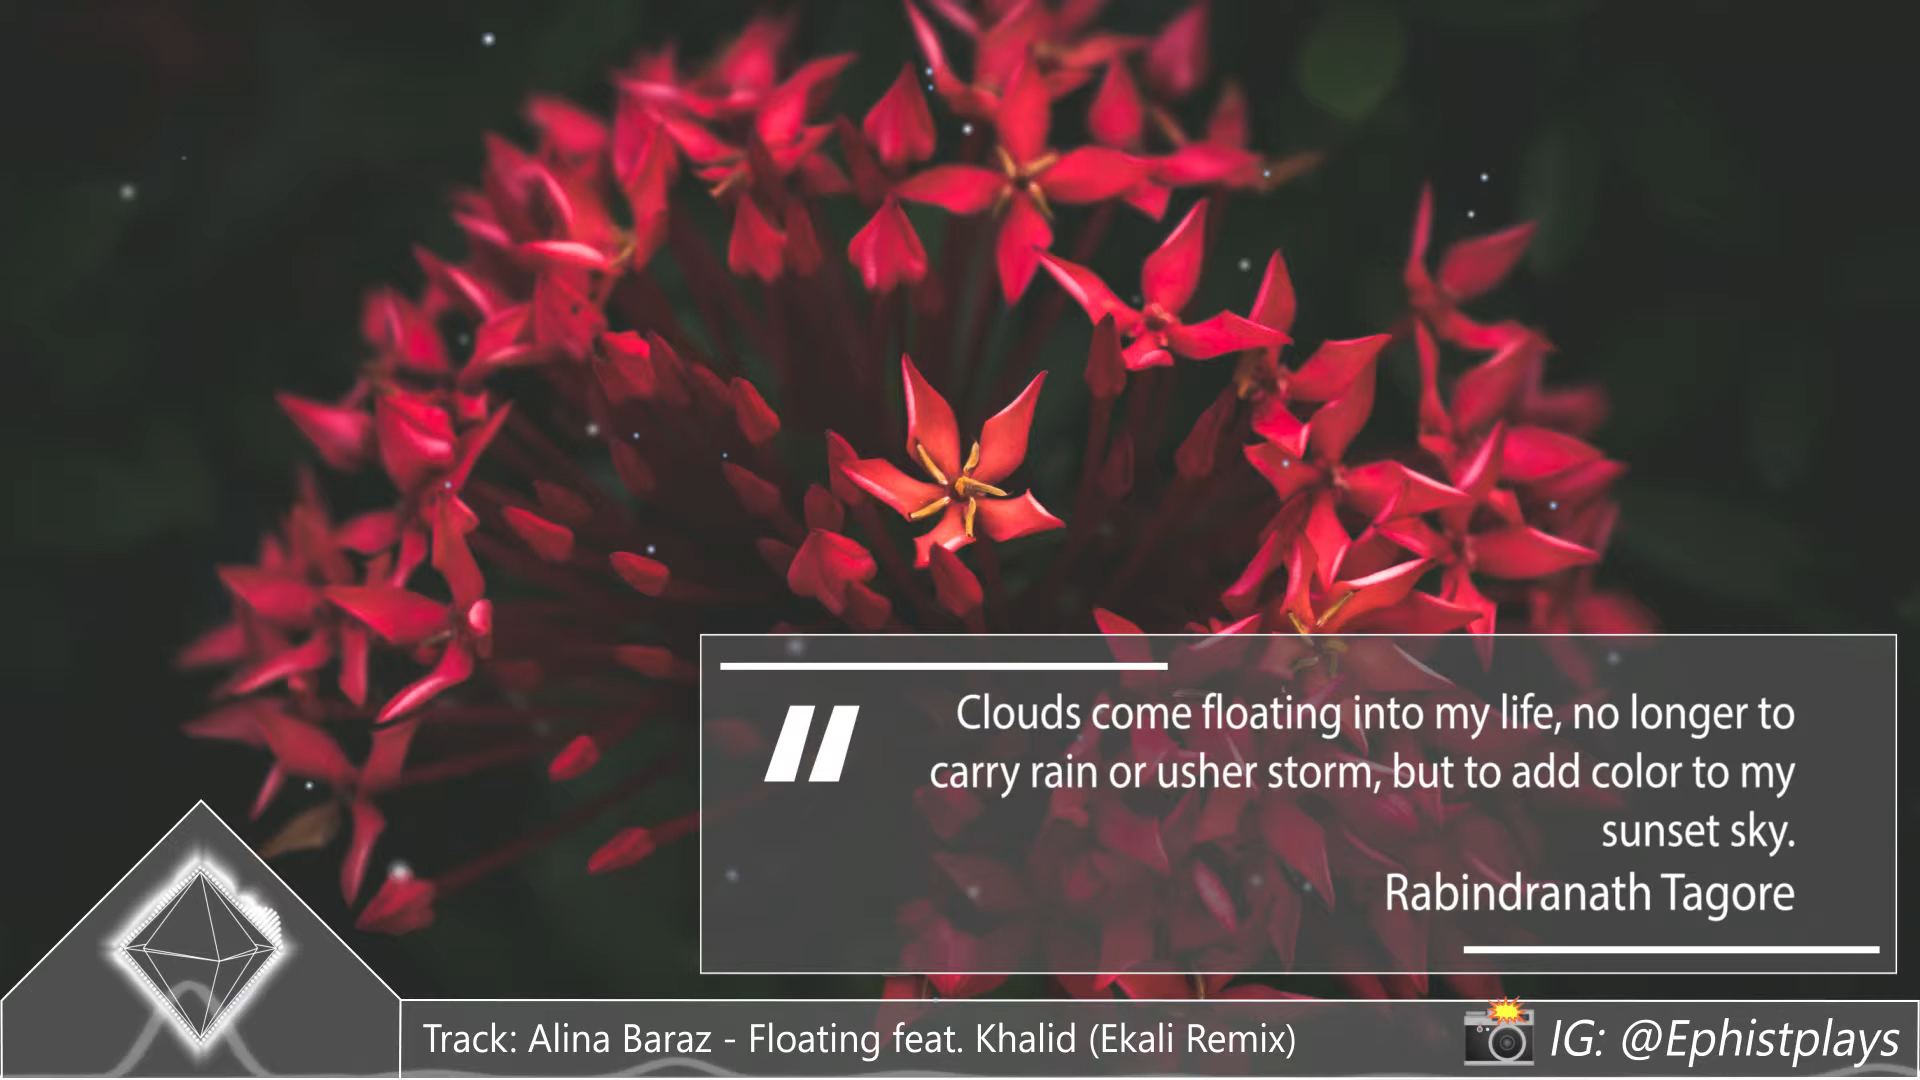 Clouds come floating into my life, no longer to
carry rain or usher storm, but to add color to my
sunset sky.
Rabindranath Tagore
Track: Alina Baraz - Floating feat. Khalid (Ekali Remix)
IG: @Ephistplays